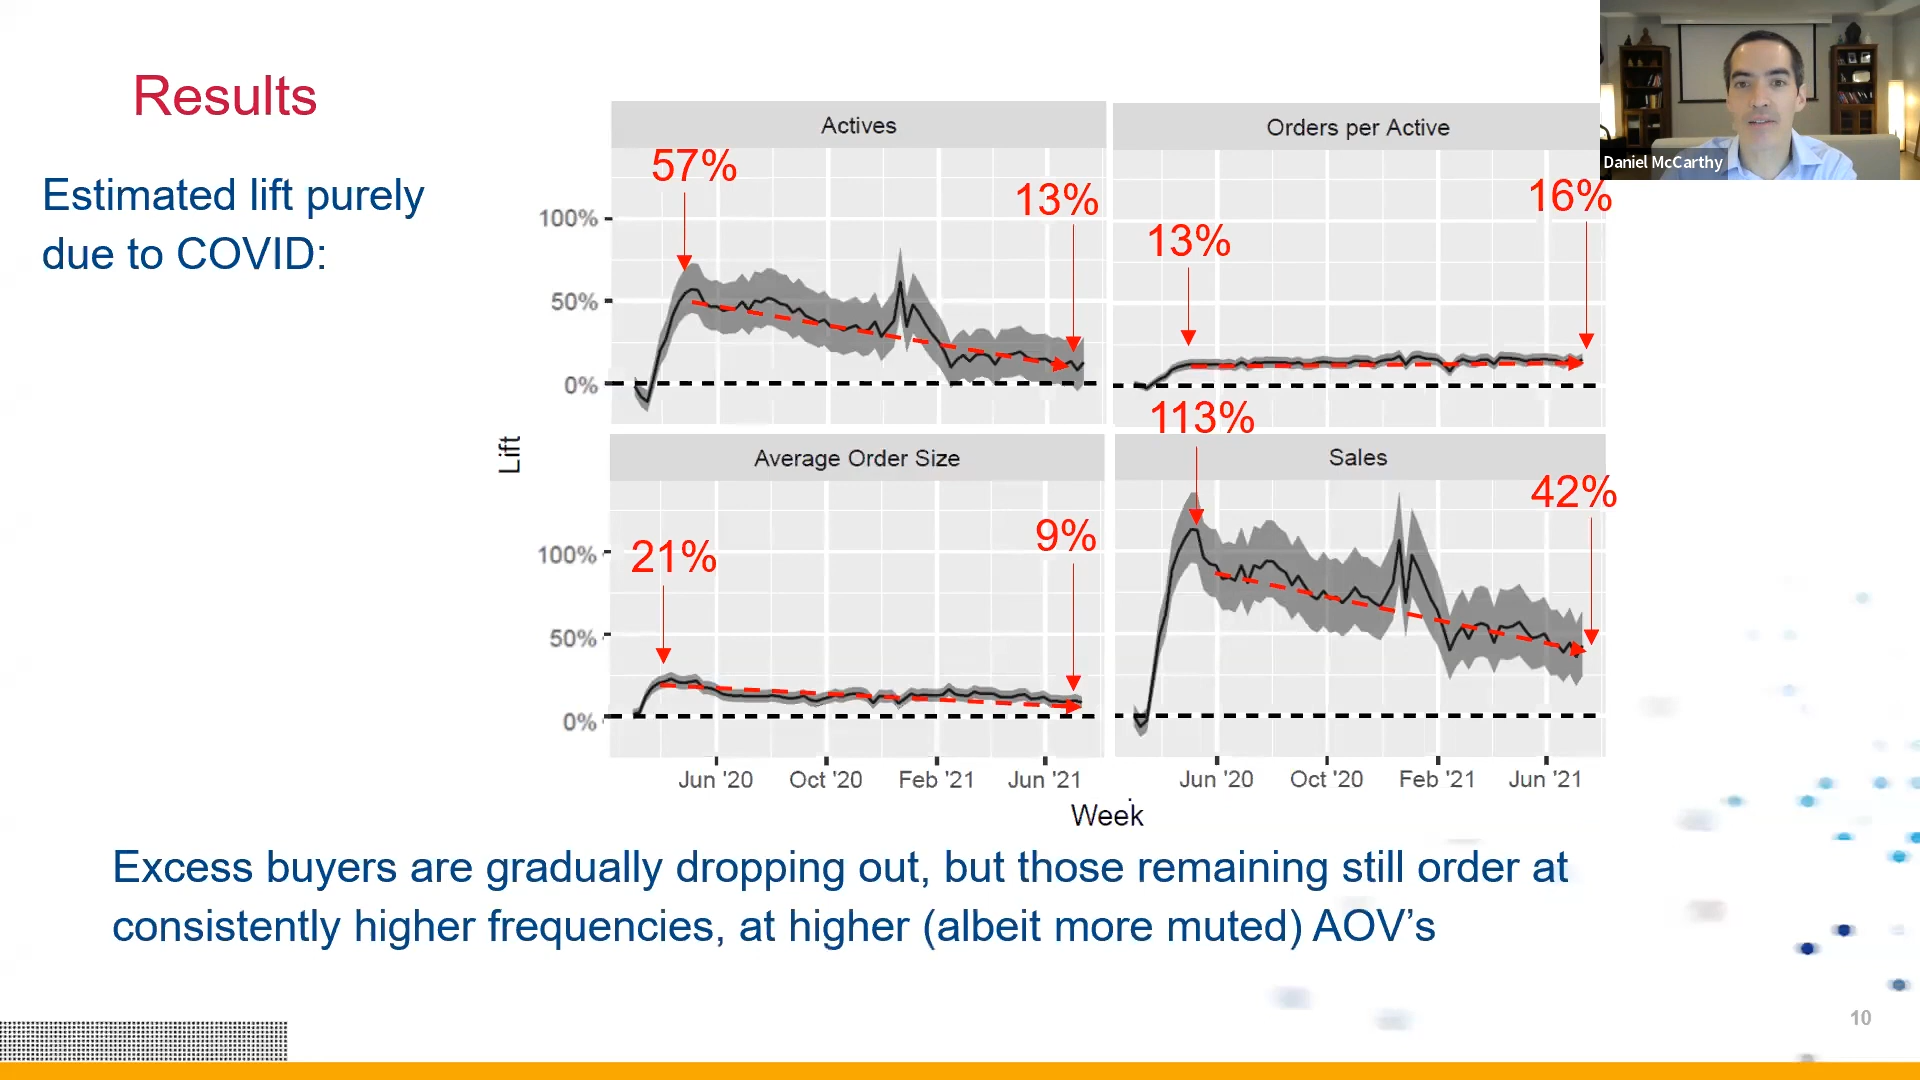 Results
Estimated lift purely
due to COVID:
Daniel McCarthy
Actives
Orders per Active
57%
13%
13%
16%
100%
50%
0%
Lift
Average Order Size
Sales
21%
9%
113%
42%
100%
50%
0%
Jun '20
Oct '20
Feb '21
Jun '21
Jun '20
Oct '20
Feb '21
Jun '21
Week
Excess buyers are gradually dropping out, but those remaining still order at
consistently higher frequencies, at higher (albeit more muted) AOV’s
10